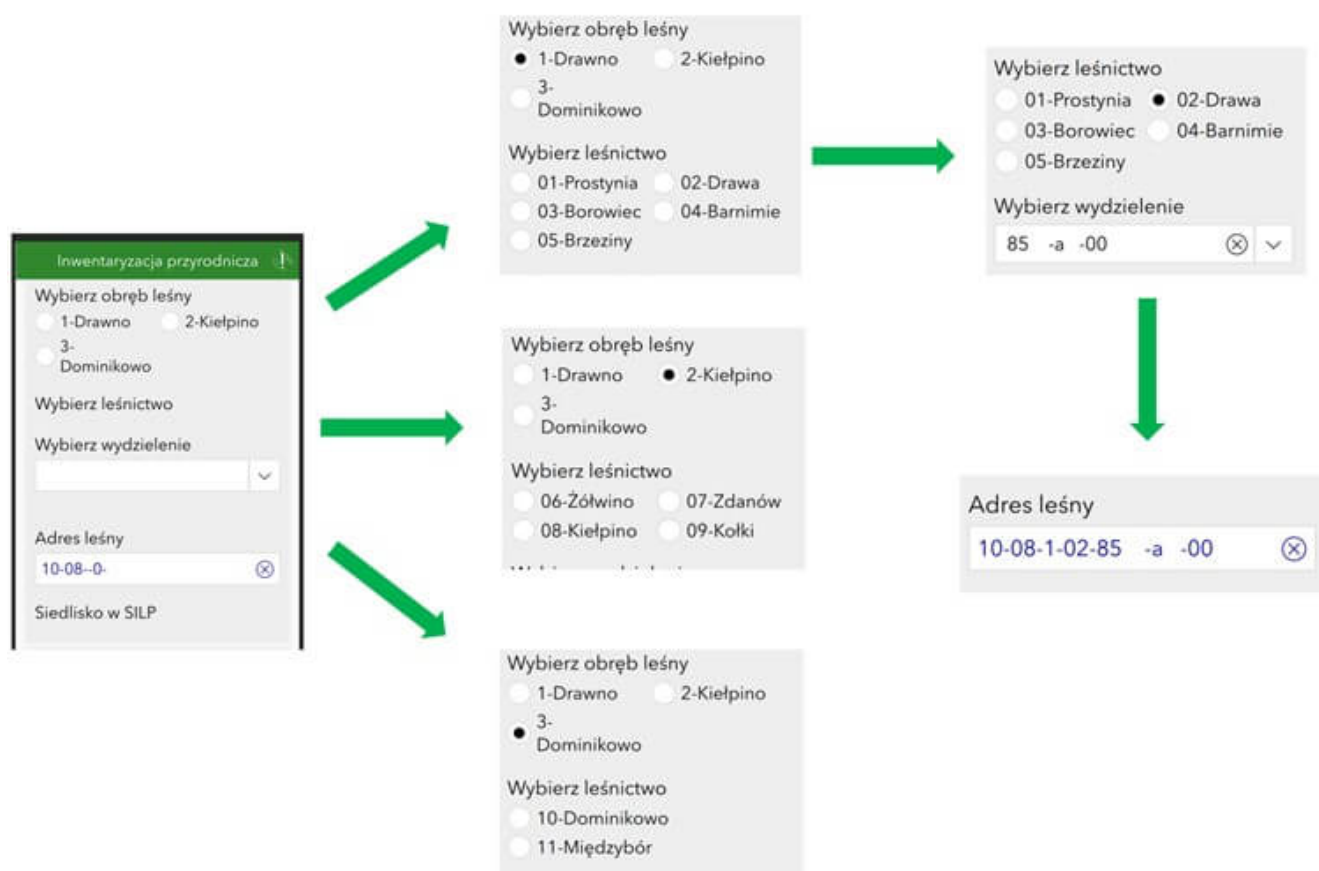 Inwentaryzacja przyrodnicza
Wybierz obręb leśny
1-Drawno 2-Kiełpino
3-
Dominikowo
Wybierz leśnictwo
Wybierz wydzielenie
Adres leśny
10-08--0-
Siedlisko w SILP
Wybierz obręb leśny
1-Drawno 2-Kiełpino
3-
Dominikowo
Wybierz leśnictwo
01-Prostynia 02-Drawa
03-Borowiec 04-Barnimie
05-Brzeziny
Wybierz obręb leśny
1-Drawno 2-Kiełpino
3-
Dominikowo
Wybierz leśnictwo
06-Żółwino 07-Zdanów
08-Kiełpino 09-Kołki
Wybierz obręb leśny
1-Drawno 2-Kiełpino
3-
Dominikowo
Wybierz leśnictwo
10-Dominikowo
11-Międzybór
Wybierz leśnictwo
01-Prostynia 02-Drawa
03-Borowiec 04-Barnimie
05-Brzeziny
Wybierz wydzielenie
85 -a -00
Adres leśny
10-08-1-02-85 -a -00